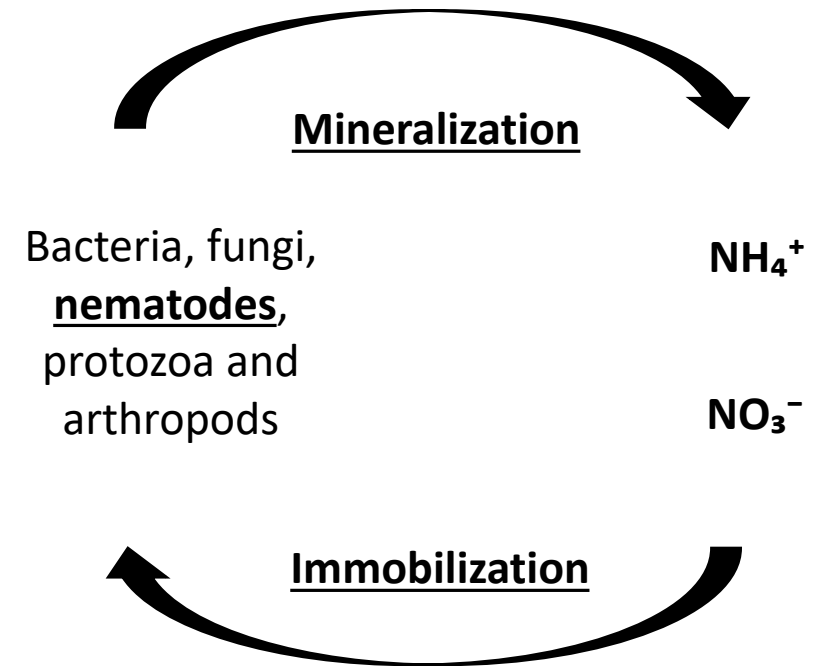 Mineralization
Bacteria, fungi,
nematodes,
protozoa and
arthropods
NH₄⁺
NO₃⁻
Immobilization